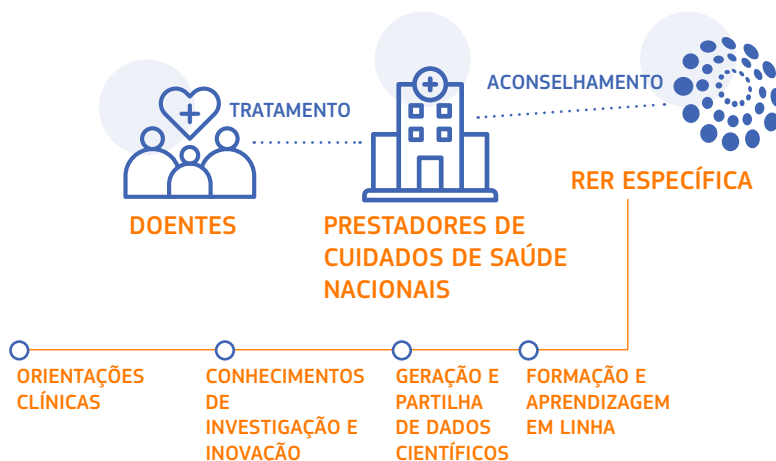 TRATAMENTO
ACONSELHAMENTO
DOENTES
PRESTADORES DE
CUIDADOS DE SAÚDE
NACIONAIS
RER ESPECÍFICA
ORIENTAÇÕES
CLÍNICAS
CONHECIMENTOS
DE
INVESTIGAÇÃO E
INOVAÇÃO
GERAÇÃO E
PARTILHA
DE DADOS
CIENTÍFICOS
FORMAÇÃO E
APRENDIZAGEM
EM LINHA